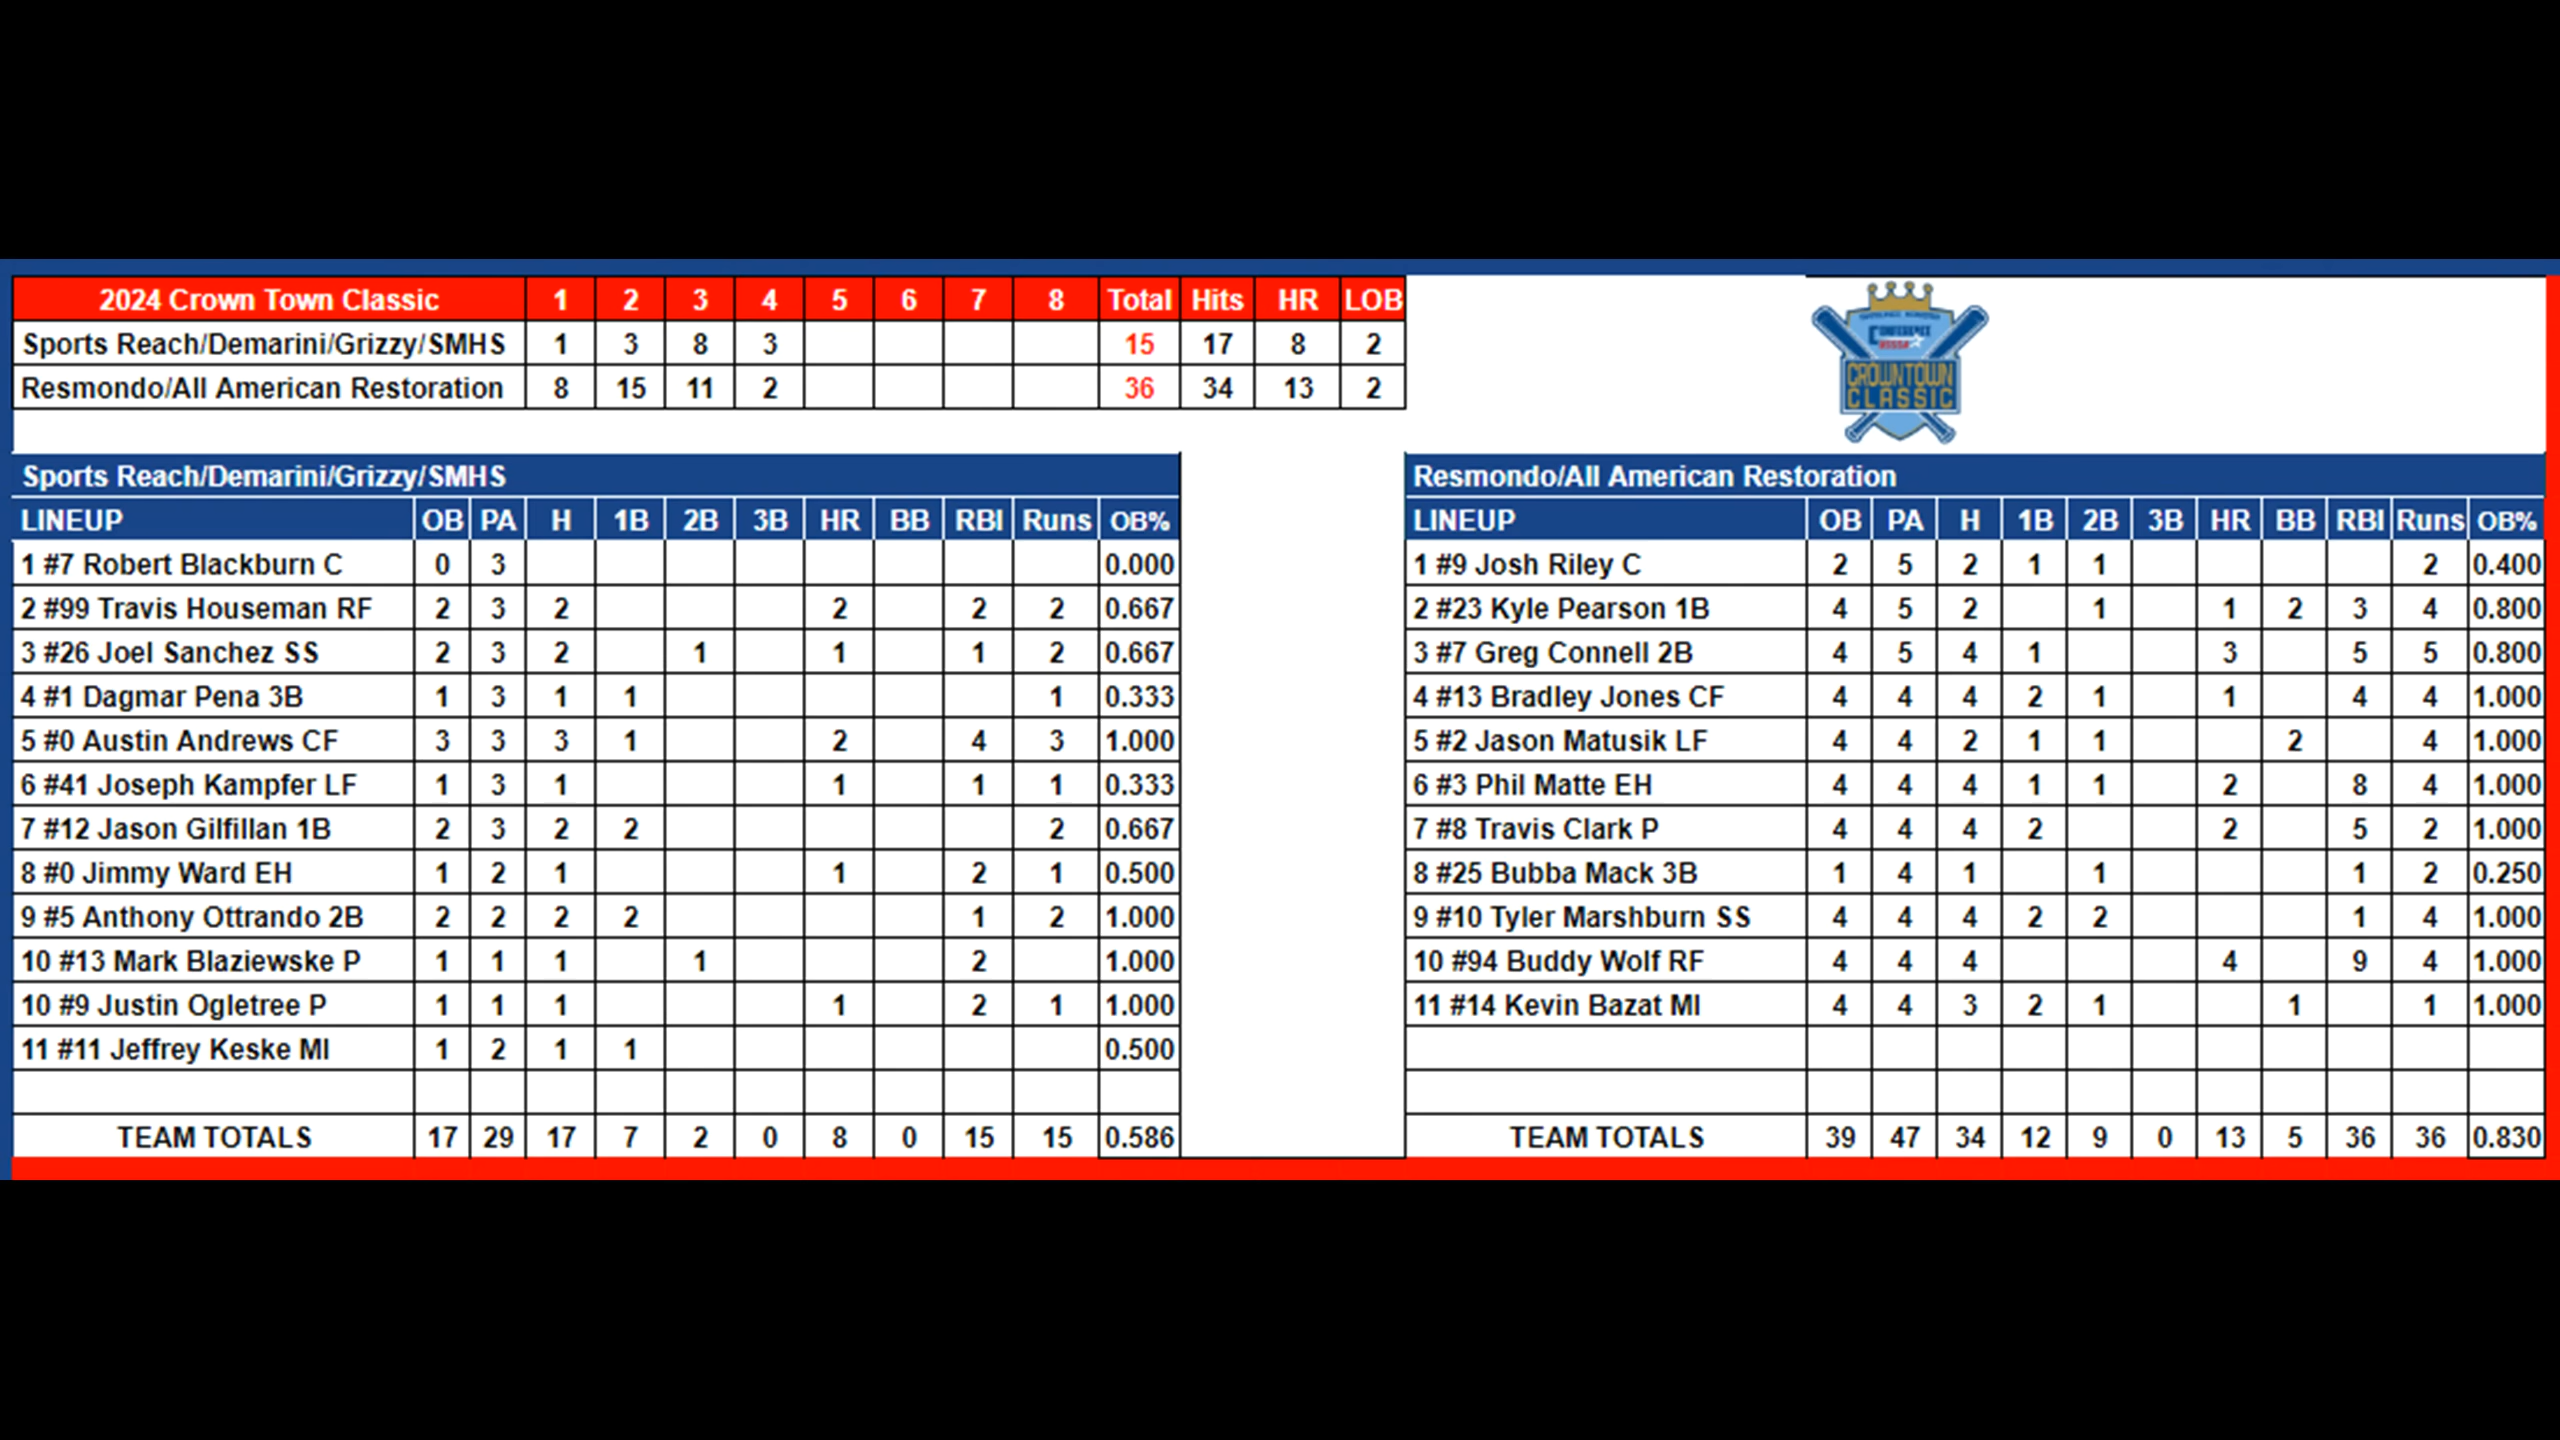 2024 Crown Town Classic 1 2 3 4 5 6 7 8 Total Hits HR LOB
Sports Reach/Demarini/Grizzy/SMHS 1 3 8 3 15 17 8 2
Resmondo/All American Restoration 8 15 11 2 36 34 13 2
CONFERENCE
USSSA
CROWNTOWN
CLASSIC
Sports Reach/Demarini/Grizzy/SMHS
LINEUP OB PA H 1B 2B 3B HR BB RBI Runs OB%
1 #7 Robert Blackburn C 0 3 0.000
2 #99 Travis Houseman RF 2 3 2 2 2 2 0.667
3 #26 Joel Sanchez SS 2 3 2 1 1 1 2 0.667
4 #1 Dagmar Pena 3B 1 3 1 1 1 0.333
5 #0 Austin Andrews CF 3 3 3 1 2 4 3 1.000
6 #41 Joseph Kampfer LF 1 3 1 1 1 1 0.333
7 #12 Jason Gilfillan 1B 2 3 2 2 2 0.667
8 #0 Jimmy Ward EH 1 2 1 1 2 1 0.500
9 #5 Anthony Ottrando 2B 2 2 2 2 1 2 1.000
10 #13 Mark Blaziewske P 1 1 1 1 2 1.000
10 #9 Justin Ogletree P 1 1 1 1 2 1 1.000
11 #11 Jeffrey Keske MI 1 2 1 1 0.500
TEAM TOTALS 17 29 17 7 2 0 8 0 15 15 0.586
Resmondo/All American Restoration
LINEUP OB PA H 1B 2B 3B HR BB RBI Runs OB%
1 #9 Josh Riley C 2 5 2 1 1 2 0.400
2 #23 Kyle Pearson 1B 4 5 2 1 1 2 3 4 0.800
3 #7 Greg Connell 2B 4 5 4 1 3 5 5 0.800
4 #13 Bradley Jones CF 4 4 4 2 1 1 4 4 1.000
5 #2 Jason Matusik LF 4 4 2 1 1 2 4 1.000
6 #3 Phil Matte EH 4 4 4 1 1 2 8 4 1.000
7 #8 Travis Clark P 4 4 4 2 2 5 2 1.000
8 #25 Bubba Mack 3B 1 4 1 1 1 2 0.250
9 #10 Tyler Marshburn SS 4 4 4 2 2 1 4 1.000
10 #94 Buddy Wolf RF 4 4 4 4 9 4 1.000
11 #14 Kevin Bazat MI 4 4 3 2 1 1 1 1.000
TEAM TOTALS 39 47 34 12 9 0 13 5 36 36 0.830